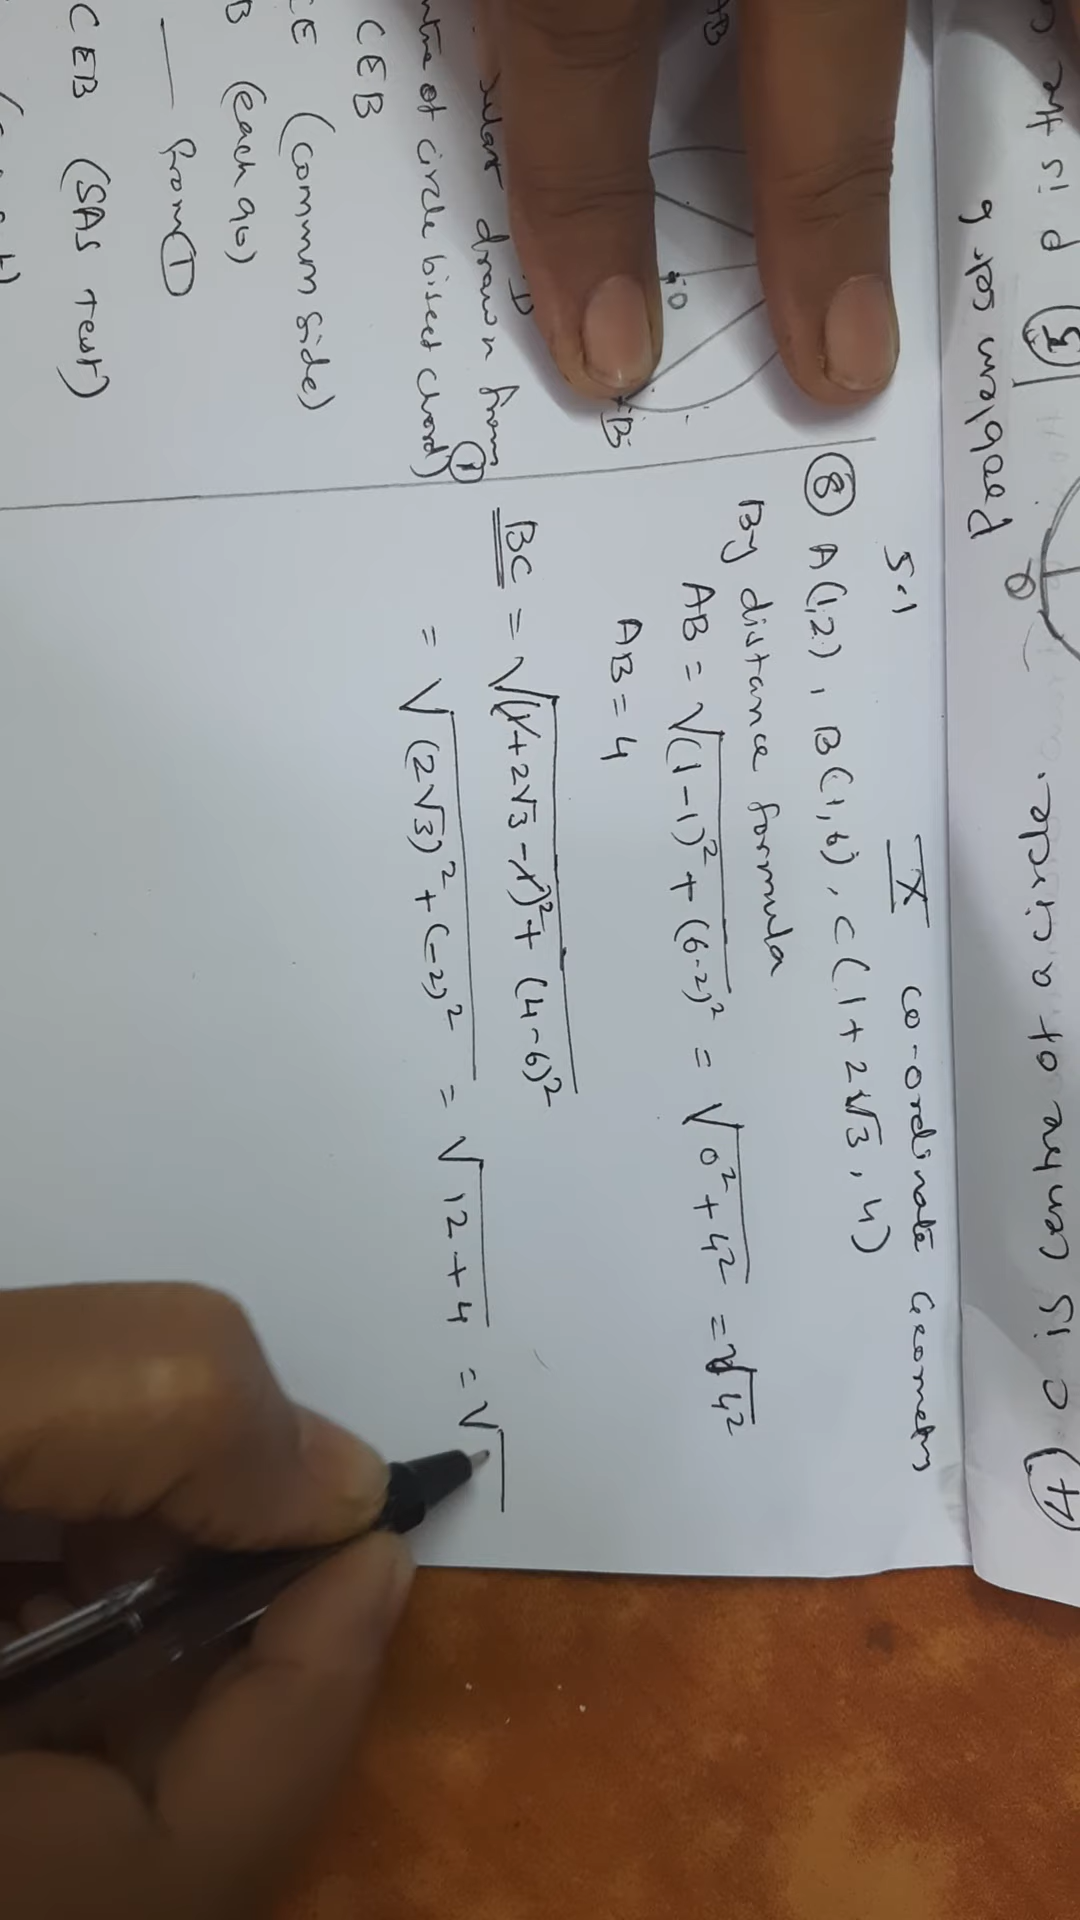 ④ C is centre of a circle.
⑤ P is the
Problem set-9
Q
5.1 IX Co-ordinate Geometry
⑧ A(1,2), B(1,6), C(1+2√3, 4)
By distance formula
AB = √(1-1)² + (6-2)² = √0² + 4² = √4²
AB = 4
BC = √(1+2√3-1)² + (4-6)²
= √(2√3)² + (-2)² = √12+4 = √
O
B
drawn from
centre of circle bisect chord) ①
CEB
CE (common side)
B (each 90)
— from ①
CEB (SAS test)